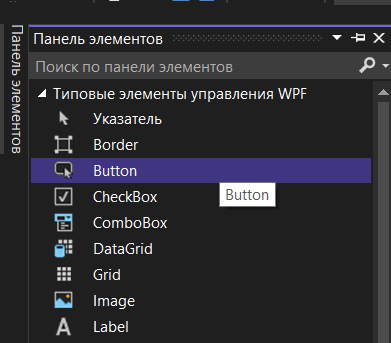 Панель элементов
Панель элементов
Поиск по панели элементов
Типовые элементы управления WPF
Указатель
Border
Button
Button
CheckBox
ComboBox
DataGrid
Grid
Image
Label